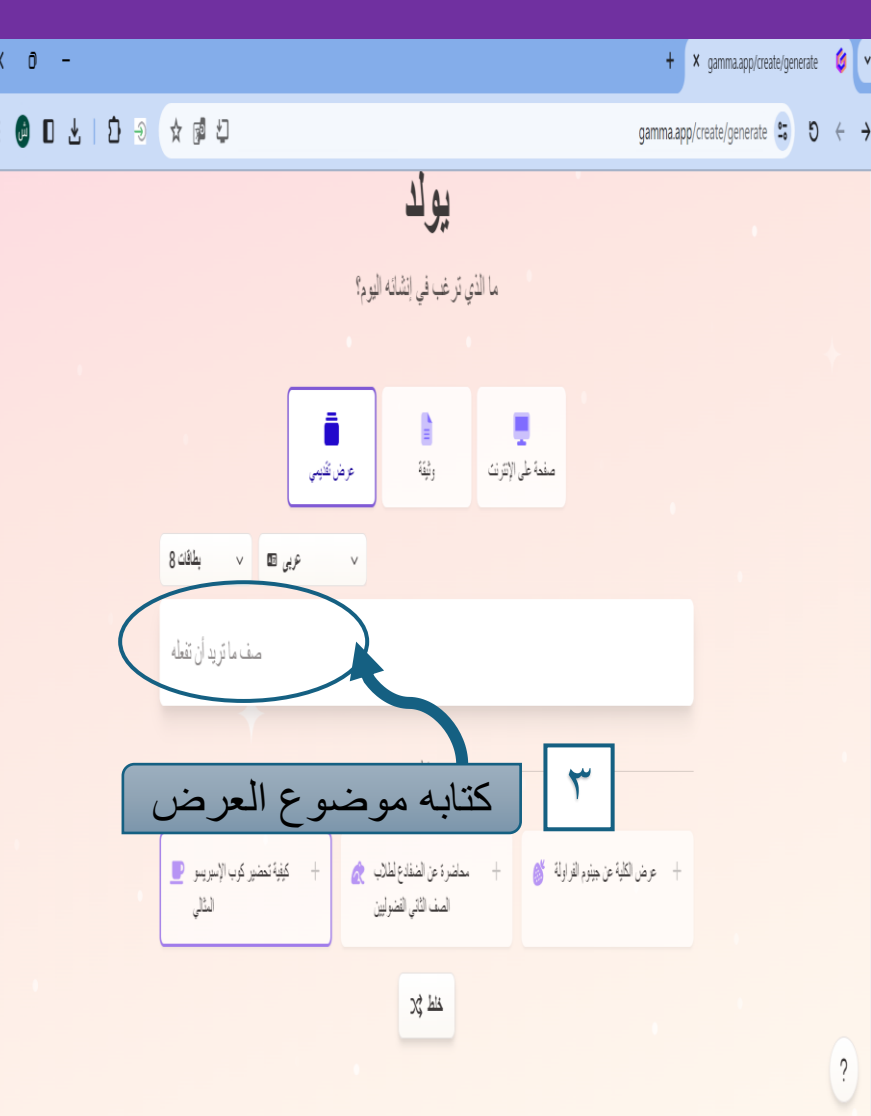 gamma.app/create/generate
gamma.app/create/generate
ش
يولد
ما الذي ترغب في إنشائه اليوم؟
صفحة على الإنترنت
وثيقة
عرض تقديمي
عربى
8 بطاقات
صف ما تريد أن تفعله
٣
كتابه موضوع العرض
عرض الكلية عن جينوم الفراولة
محاضرة عن الضفادع لطلاب
الصف الثاني الفضوليين
كيفية تحضير كوب الإسبريسو
المثالي
خلط
?